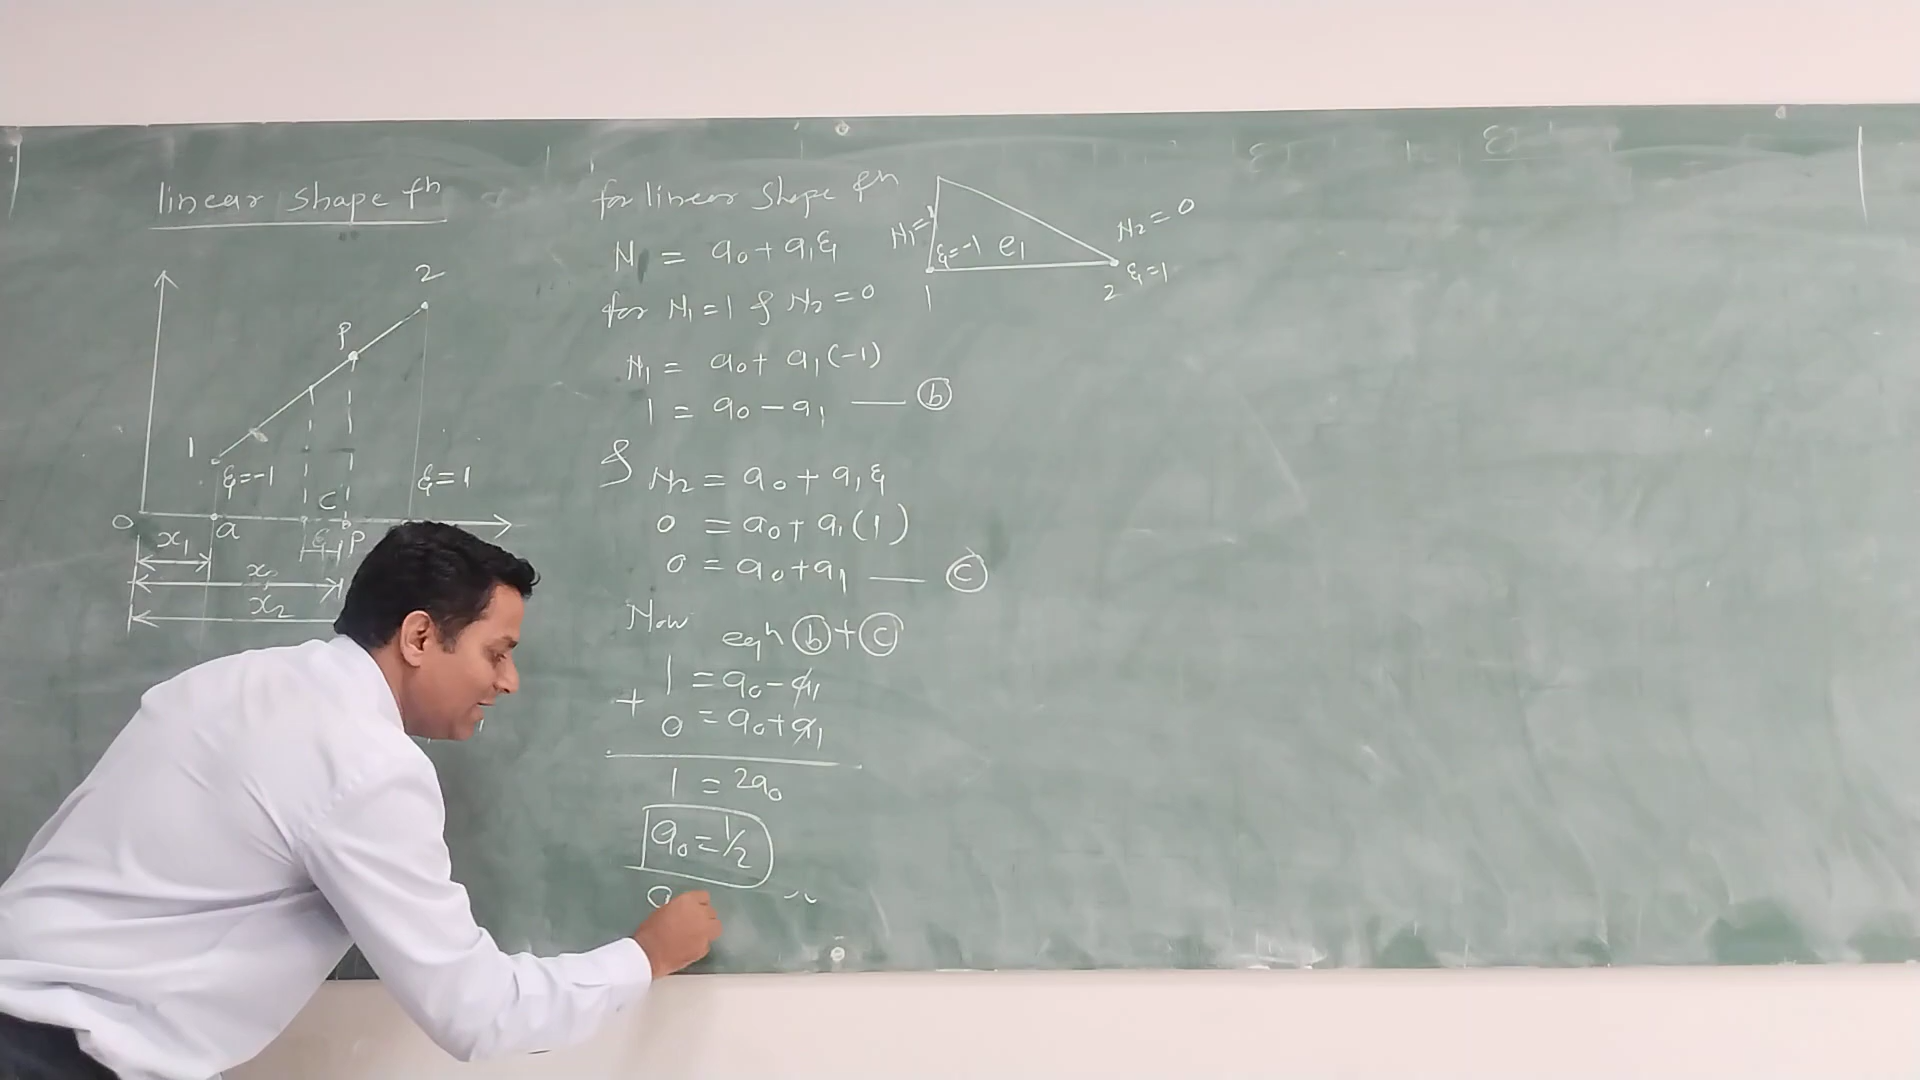 linear shape fn
2
P
1
ξ=-1
ξ=1
C
0
a
ξ
P
x₁
x₂
for linear shape fn
N = a₀+a₁ξ
for N₁=1 & N₂=0
N₁ = a₀+ a₁(-1)
1 = a₀-a₁ — ⓑ
& N₂ = a₀+a₁ξ
0 = a₀+a₁(1)
0 = a₀+a₁ — ⓒ
Now eqn ⓑ+ⓒ
1 = a₀-a₁
+ 0 = a₀+a₁
1 = 2a₀
a₀=1/2
N₁=1
ξ=-1 e₁
N₂=0
ξ=1
1
2